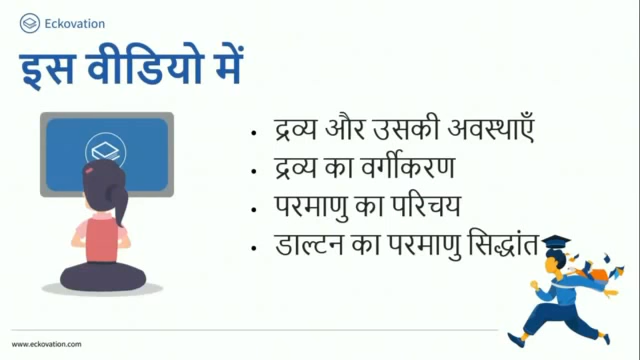 Eckovation
इस वीडियो में
• द्रव्य और उसकी अवस्थाएँ
• द्रव्य का वर्गीकरण
• परमाणु का परिचय
• डाल्टन का परमाणु सिद्धांत
www.eckovation.com